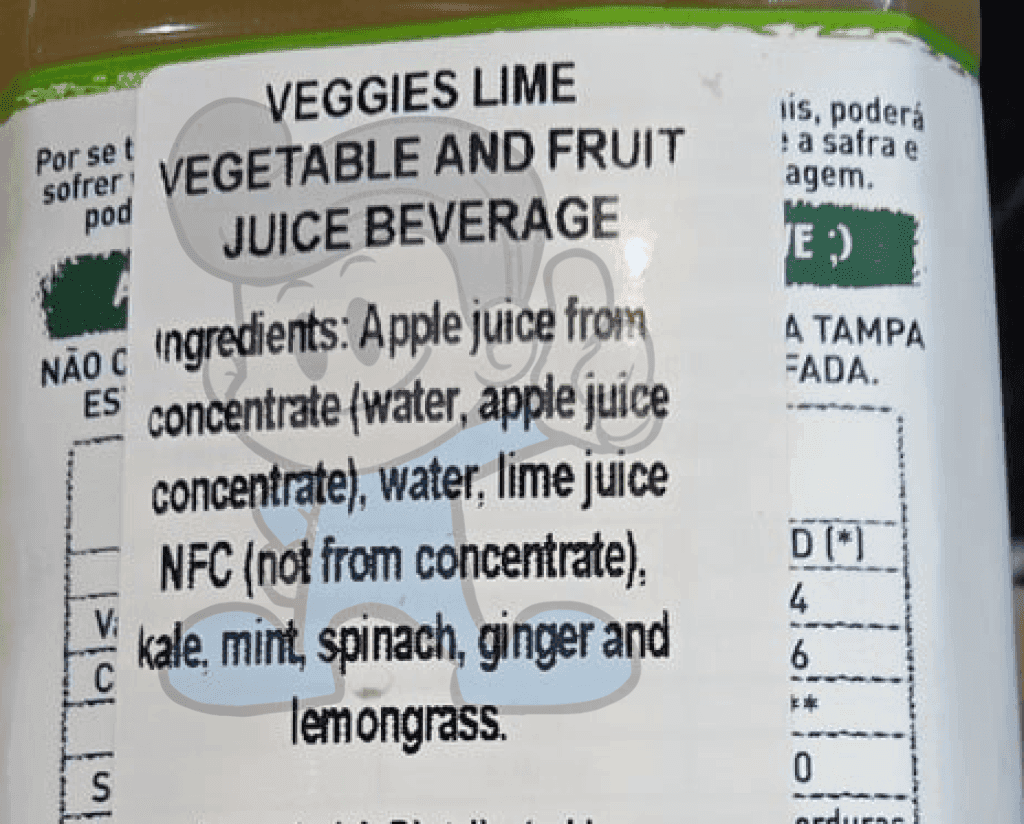 VEGGIES LIME
VEGETABLE AND FRUIT
JUICE BEVERAGE
Ingredients: Apple juice from
concentrate (water, apple juice
concentrate), water, lime juice
NFC (not from concentrate),
kale, mint, spinach, ginger and
lemongrass.
Por se t
sofrer
pod
NÃO C
ES
V
C
S
is, poderá
e a safra e
agem.
E ;)
A TAMPA
FADA.
D (*)
4
6
**
0